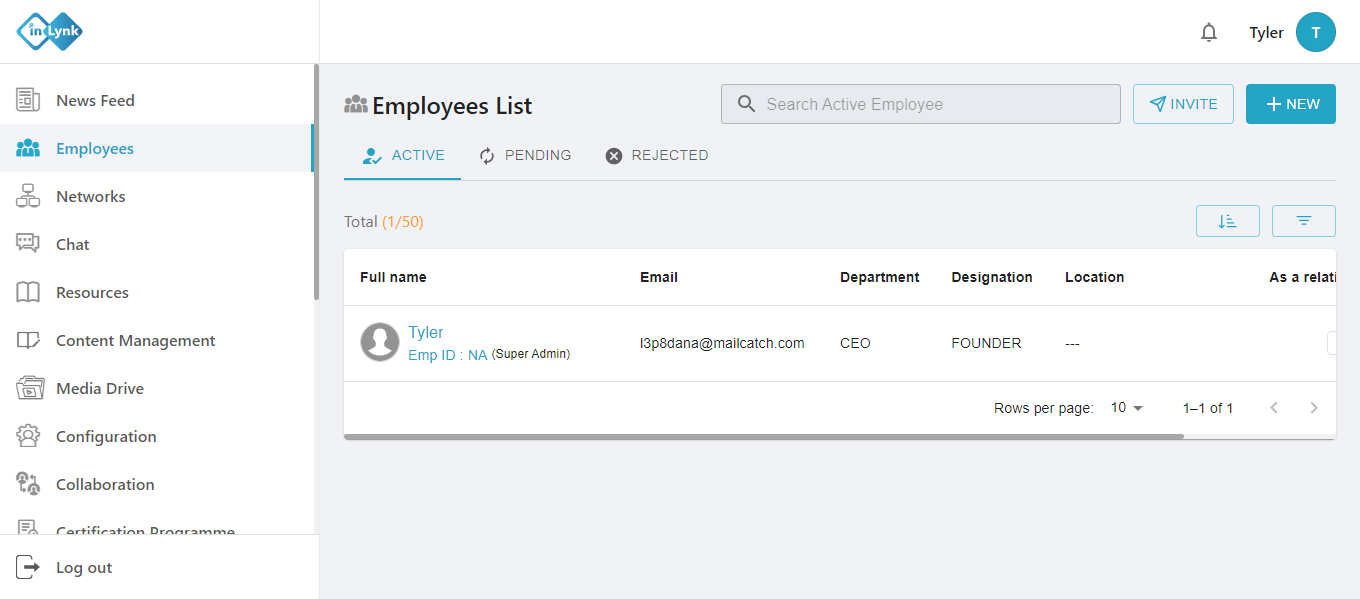 inLynk
Tyler
T
News Feed
Employees
Networks
Chat
Resources
Content Management
Media Drive
Configuration
Collaboration
Certification Programme
Log out
Employees List
Search Active Employee
INVITE
NEW
ACTIVE
PENDING
REJECTED
Total (1/50)
Full name Email Department Designation Location As a relati
Tyler
Emp ID : NA (Super Admin)
l3p8dana@mailcatch.com
CEO
FOUNDER
---
Rows per page: 10 1–1 of 1